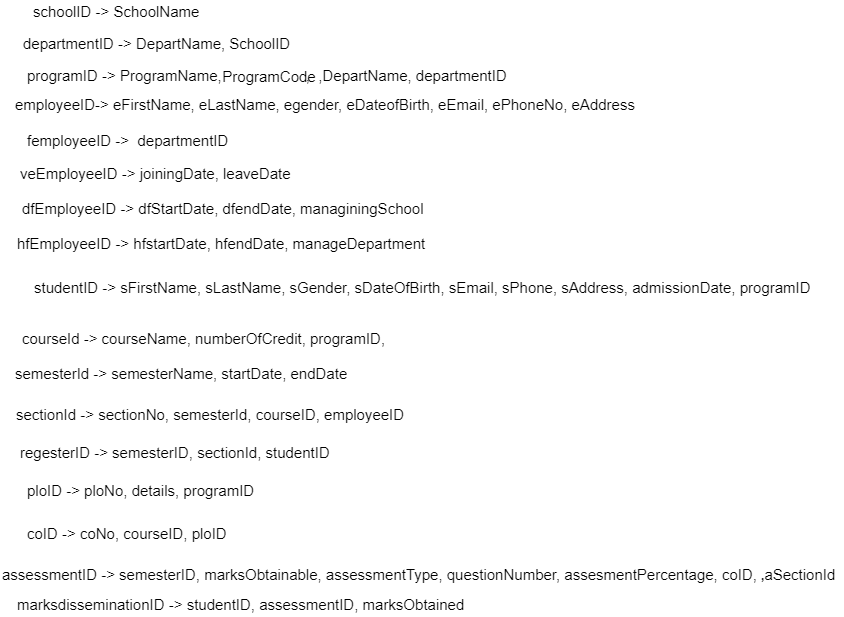 schoolID -> SchoolName
departmentID -> DepartName, SchoolID
programID -> ProgramName,ProgramCode ,DepartName, departmentID
employeeID-> eFirstName, eLastName, egender, eDateofBirth, eEmail, ePhoneNo, eAddress
femployeeID -> departmentID
veEmployeeID -> joiningDate, leaveDate
dfEmployeeID -> dfStartDate, dfendDate, managiningSchool
hfEmployeeID -> hfstartDate, hfendDate, manageDepartment
studentID -> sFirstName, sLastName, sGender, sDateOfBirth, sEmail, sPhone, sAddress, admissionDate, programID
courseId -> courseName, numberOfCredit, programID,
semesterId -> semesterName, startDate, endDate
sectionId -> sectionNo, semesterId, courseID, employeeID
regesterID -> semesterID, sectionId, studentID
ploID -> ploNo, details, programID
coID -> coNo, courseID, ploID
assessmentID -> semesterID, marksObtainable, assessmentType, questionNumber, assesmentPercentage, coID, ,aSectionId
marksdisseminationID -> studentID, assessmentID, marksObtained